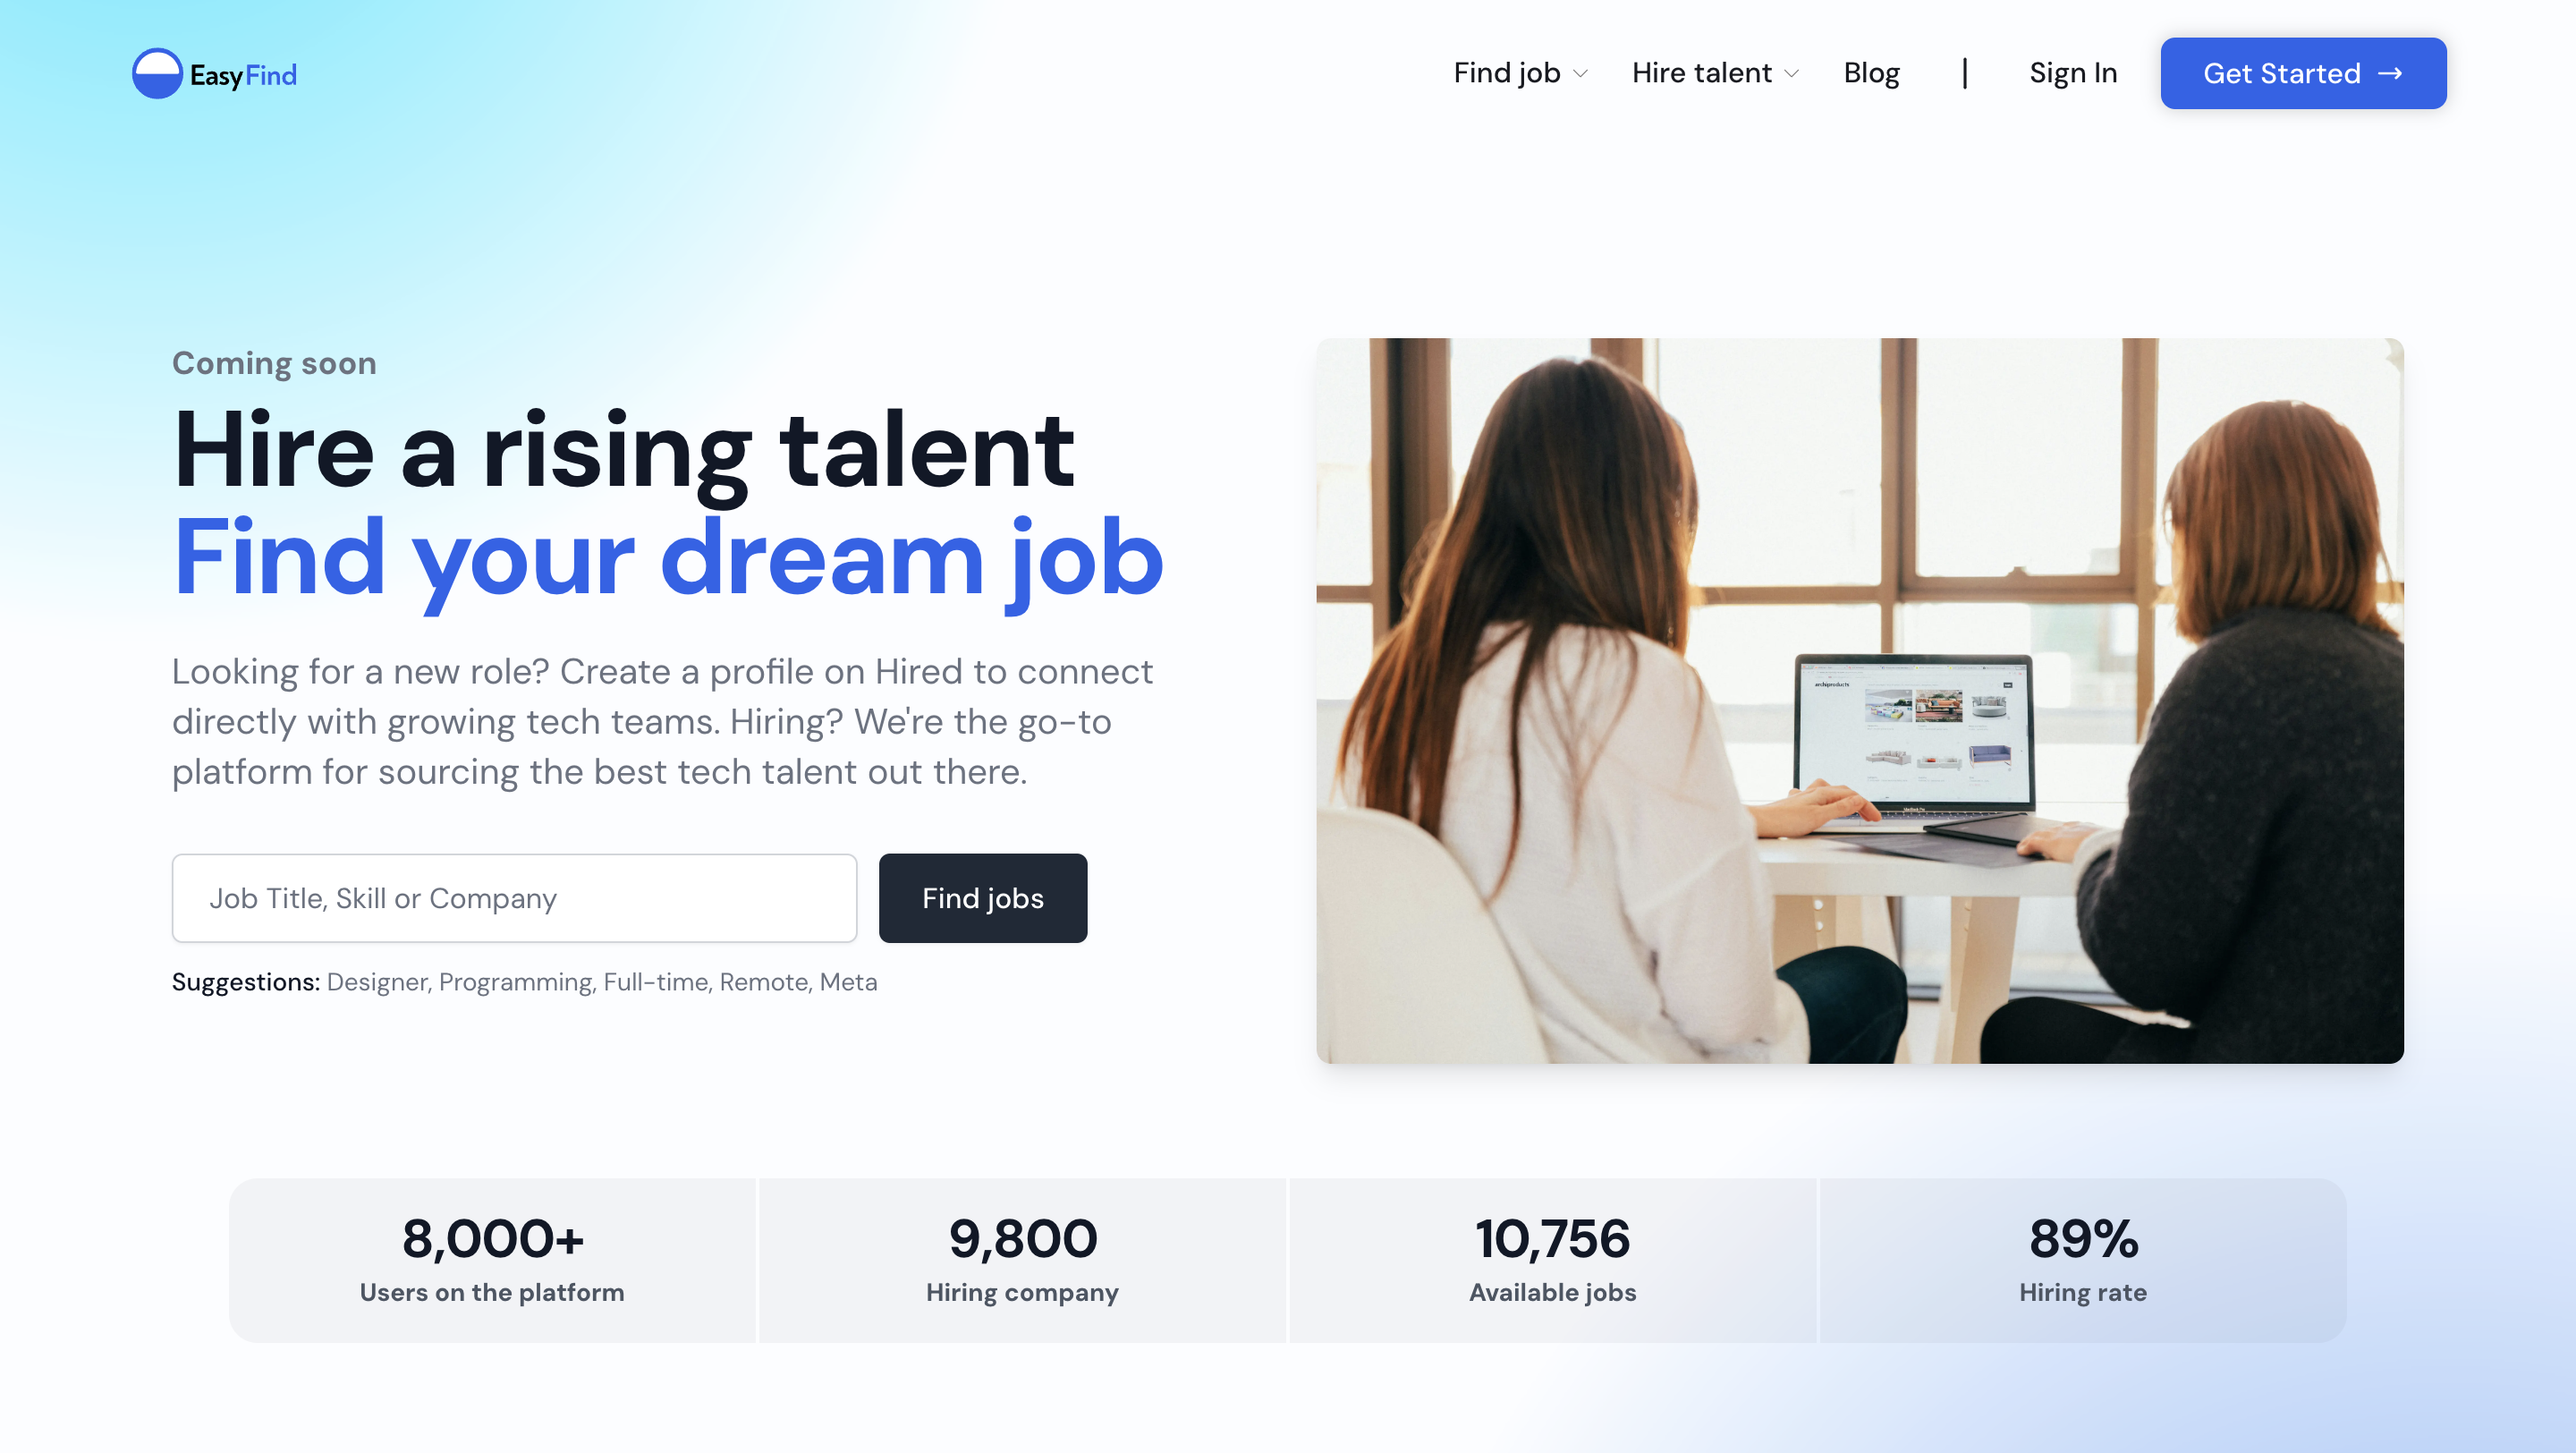 EasyFind
Find job
Hire talent
Blog
|
Sign In
Get Started →
Coming soon
Hire a rising talent
Find your dream job
Looking for a new role? Create a profile on Hired to connect
directly with growing tech teams. Hiring? We're the go-to
platform for sourcing the best tech talent out there.
archiproducts
MacBook Pro
Job Title, Skill or Company
Find jobs
Suggestions: Designer, Programming, Full-time, Remote, Meta
8,000+
Users on the platform
9,800
Hiring company
10,756
Available jobs
89%
Hiring rate